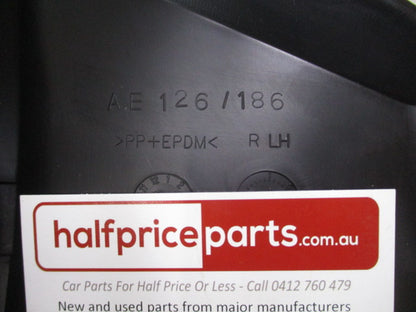 A.E 126/186
>PP+EPDM< R LH
halfpriceparts.com.au
Car Parts For Half Price Or Less - Call 0412 760 479
New and used parts from major manufacturers